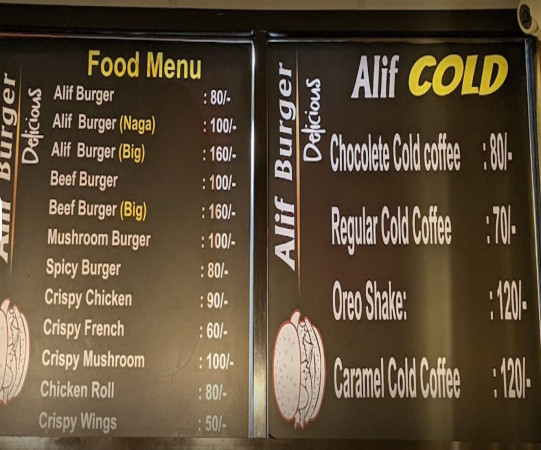 Alif Burger
Delicious
Food Menu
Alif Burger : 80/-
Alif Burger (Naga) : 100/-
Alif Burger (Big) : 160/-
Beef Burger : 100/-
Beef Burger (Big) : 160/-
Mushroom Burger : 100/-
Spicy Burger : 80/-
Crispy Chicken : 90/-
Crispy French : 60/-
Crispy Mushroom : 100/-
Chicken Roll : 80/-
Crispy Wings : 50/-
Alif Burger
Delicious
Alif COLD
Chocolete Cold coffee : 80/-
Regular Cold Coffee : 70/-
Oreo Shake: : 120/-
Caramel Cold Coffee : 120/-